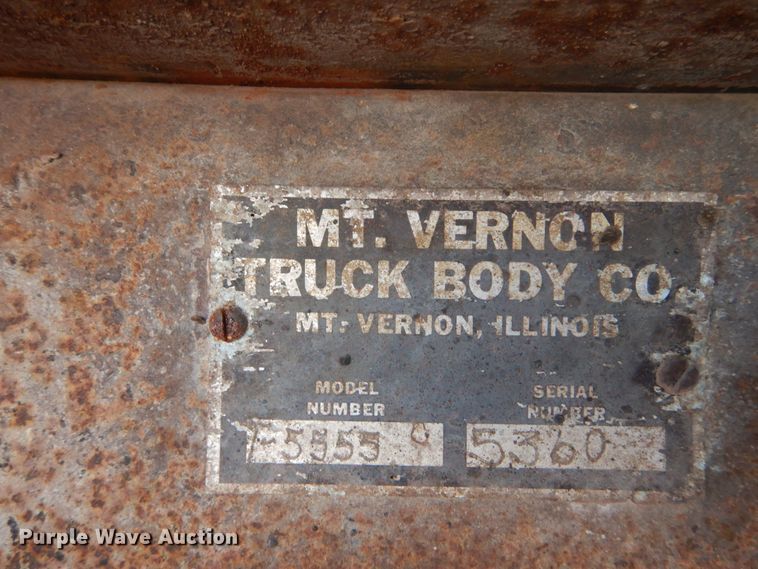 MT. VERNON
TRUCK BODY CO.
MT. VERNON, ILLINOIS
MODEL
NUMBER
SERIAL
NUMBER
5360
Purple Wave Auction